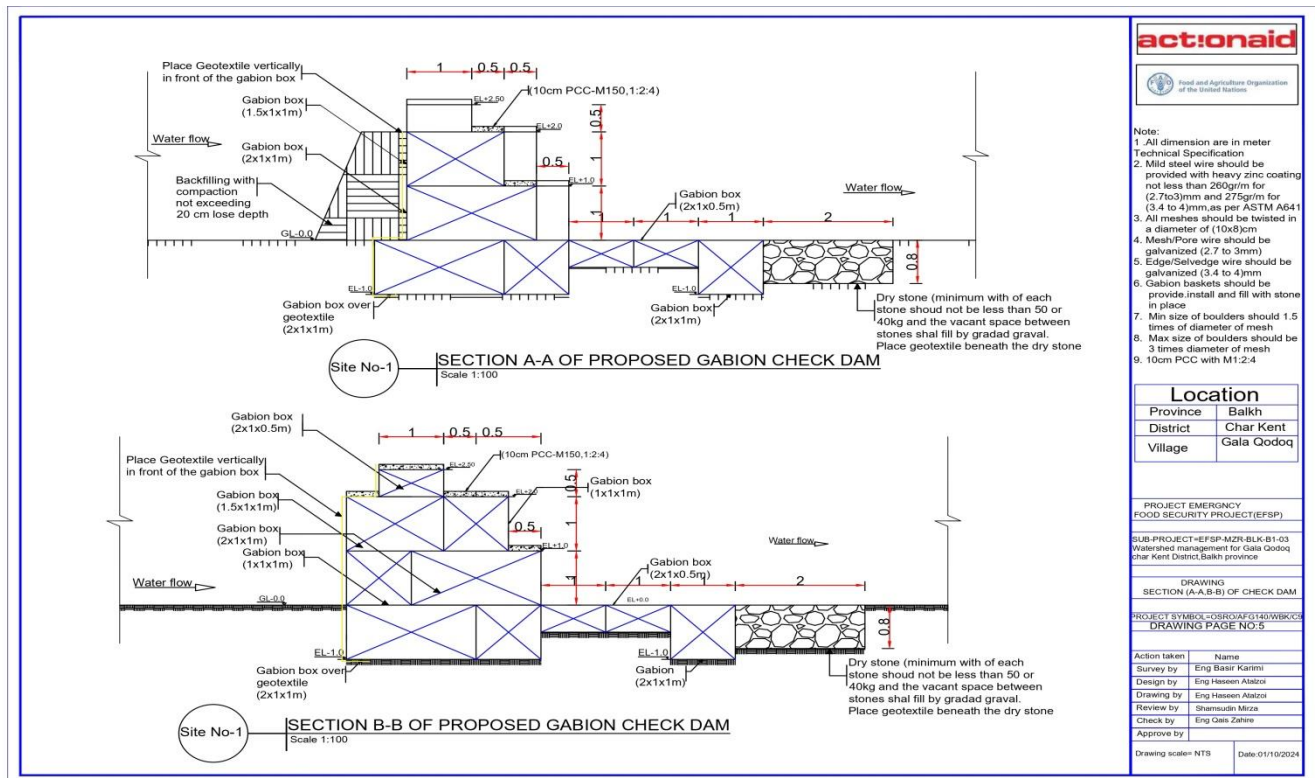 Place Geotextile vertically
in front of the gabion box
Gabion box
(1.5x1x1m)
Gabion box
(2x1x1m)
Water flow
Backfilling with
compaction
not exceeding
20 cm lose depth
GL-0.0
1
0.5
0.5
(10cm PCC-M150,1:2:4)
EL+2.50
EL+2.0
EL+1.0
0.5
0.5
1
1
Gabion box
(2x1x0.5m)
1
1
1
2
Water flow
0.8
EL-1.0
EL-1.0
Gabion box over
geotextile
(2x1x1m)
Gabion box
(2x1x1m)
Dry stone (minimum with of each
stone shoud not be less than 50 or
40kg and the vacant space between
stones shal fill by gradad graval.
Place geotextile beneath the dry stone
Site No-1
SECTION A-A OF PROPOSED GABION CHECK DAM
Scale 1:100
Gabion box
(2x1x0.5m)
Place Geotextile vertically
in front of the gabion box
Gabion box
(1.5x1x1m)
Gabion box
(2x1x1m)
Gabion box
(1x1x1m)
Water flow
GL-0.0
1
0.5
0.5
(10cm PCC-M150,1:2:4)
EL+2.50
EL+2.0
EL+1.0
Gabion box
(1x1x1m)
0.5
0.5
1
1
Gabion box
(2x1x0.5m)
1
1
1
2
Water flow
EL+0.0
0.8
EL-1.0
EL-1.0
Gabion box over
geotextile
(2x1x1m)
Gabion
(2x1x1m)
Dry stone (minimum with of each
stone shoud not be less than 50 or
40kg and the vacant space between
stones shal fill by gradad graval.
Place geotextile beneath the dry stone
Site No-1
SECTION B-B OF PROPOSED GABION CHECK DAM
Scale 1:100
act:onaid
Food and Agriculture Organization
of the United Nations
Note:
1 .All dimension are in meter
Technical Specification
2. Mild steel wire should be
provided with heavy zinc coating
not less than 260gr/m for
(2.7to3)mm and 275gr/m for
(3.4 to 4)mm,as per ASTM A641
3. All meshes should be twisted in
a diameter of (10x8)cm
4. Mesh/Pore wire should be
galvanized (2.7 to 3mm)
5. Edge/Selvedge wire should be
galvanized (3.4 to 4)mm
6. Gabion baskets should be
provide.install and fill with stone
in place
7. Min size of boulders should 1.5
times of diameter of mesh
8. Max size of boulders should be
3 times diameter of mesh
9. 10cm PCC with M1:2:4
Location
Province Balkh
District Char Kent
Village Gala Qodoq
PROJECT EMERGNCY
FOOD SECURITY PROJECT(EFSP)
SUB-PROJECT=EFSP-MZR-BLK-B1-03
Watershed management for Gala Qodoq
char Kent District,Balkh province
DRAWING
SECTION (A-A,B-B) OF CHECK DAM
PROJECT SYMBOL=OSRO/AFG140/WBK/C9
DRAWING PAGE NO:5
Action taken Name
Survey by Eng Basir Karimi
Design by Eng Haseen Atalzoi
Drawing by Eng Haseen Atalzoi
Review by Shamsudin Mirza
Check by Eng Qais Zahire
Approve by
Drawing scale= NTS Date:01/10/2024